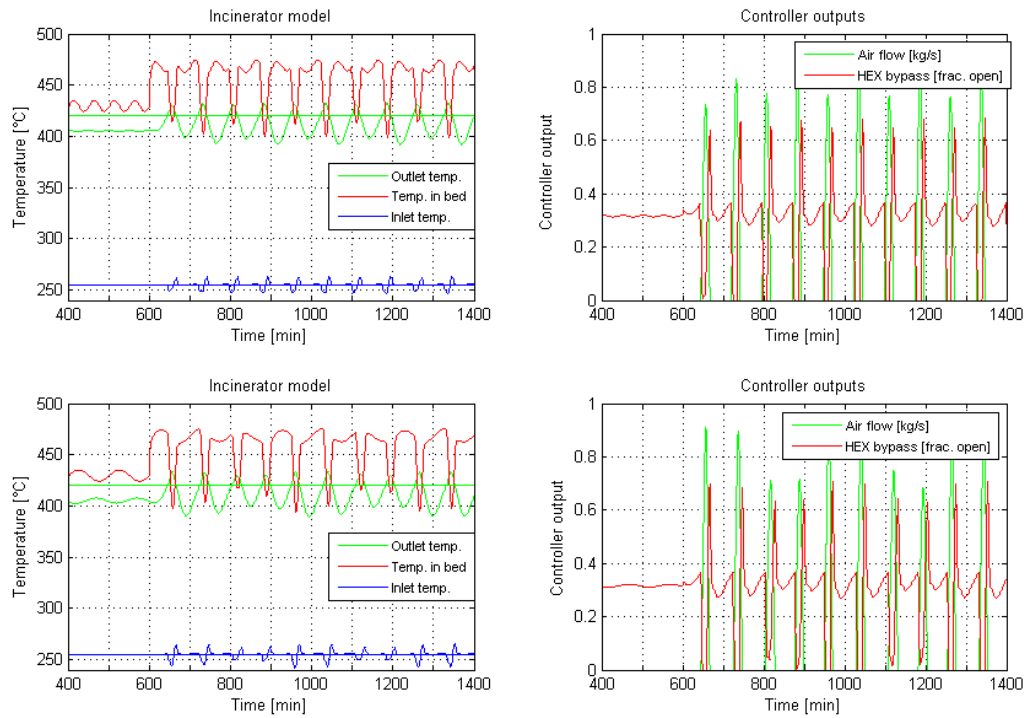 Incinerator model
Temperature [°C]
500
450
400
350
300
250
400 600 800 1000 1200 1400
Time [min]
Outlet temp.
Temp. in bed
Inlet temp.
Controller outputs
Controller output
1
0.8
0.6
0.4
0.2
0
400 600 800 1000 1200 1400
Time [min]
Air flow [kg/s]
HEX bypass [frac. open]
Incinerator model
Temperature [°C]
500
450
400
350
300
250
400 600 800 1000 1200 1400
Time [min]
Outlet temp.
Temp. in bed
Inlet temp.
Controller outputs
Controller output
1
0.8
0.6
0.4
0.2
0
400 600 800 1000 1200 1400
Time [min]
Air flow [kg/s]
HEX bypass [frac. open]